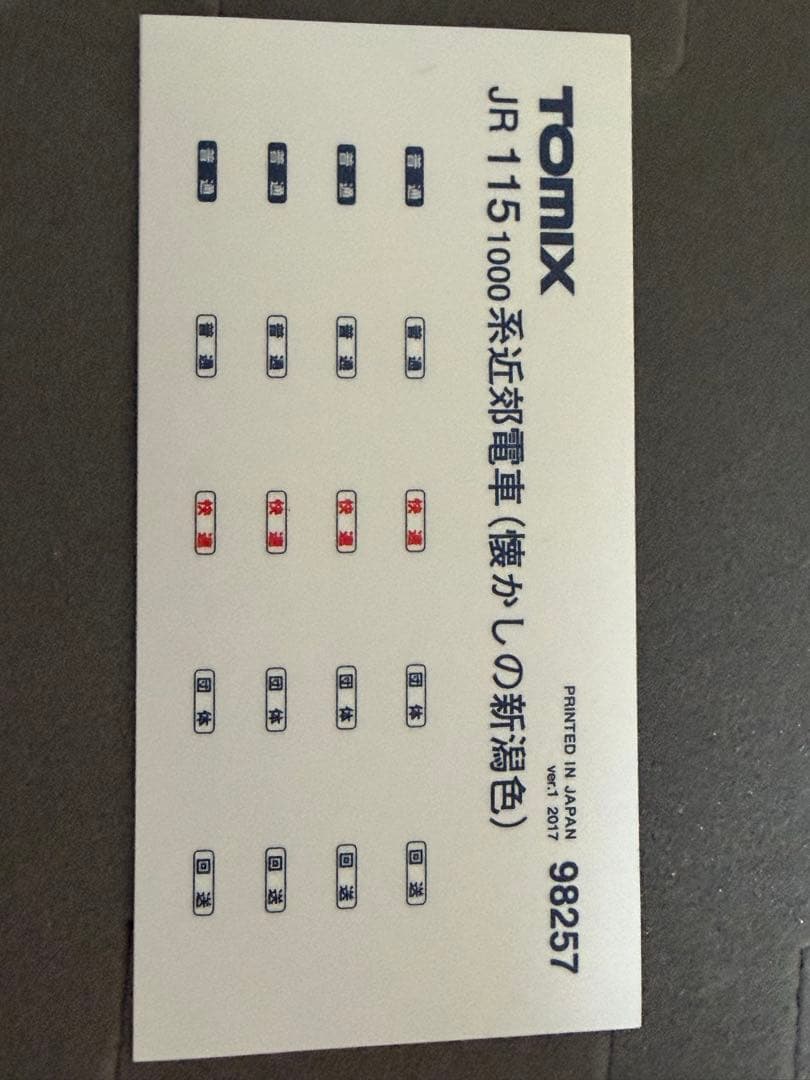 TOMIX
PRINTED IN JAPAN
ver.1 2017
98257
JR 115 1000系近郊電車(懐かしの新潟色)
普通 普通 快速 団体 回送
普通 普通 快速 団体 回送
普通 普通 快速 団体 回送
普通 普通 快速 団体 回送